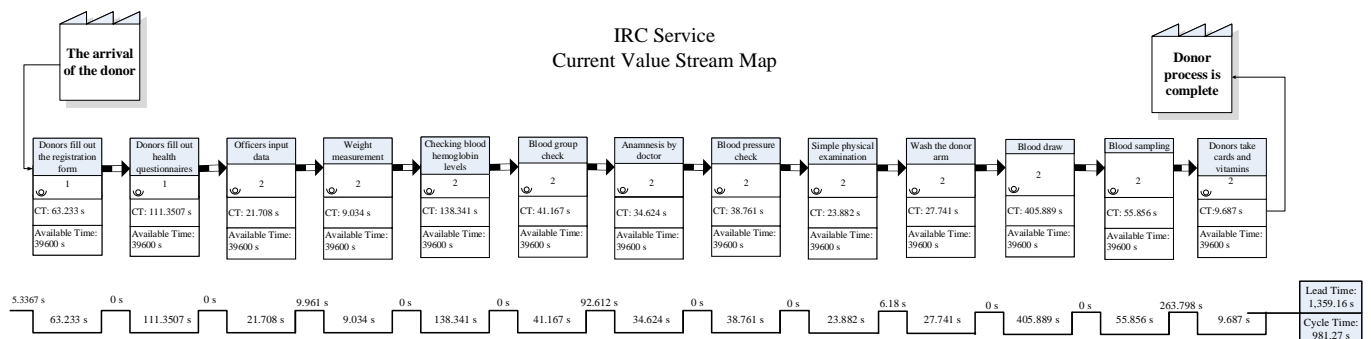 IRC Service
Current Value Stream Map
The arrival
of the donor
Donor
process is
complete
Donors fill out
the registration
form
1
CT: 63.233 s
Available Time:
39600 s
Donors fill out
health
questionnaires
1
CT: 111.3507 s
Available Time:
39600 s
Officers input
data
2
CT: 21.708 s
Available Time:
39600 s
Weight
measurement
2
CT: 9.034 s
Available Time:
39600 s
Checking blood
hemoglobin
levels
2
CT: 138.341 s
Available Time:
39600 s
Blood group
check
2
CT: 41.167 s
Available Time:
39600 s
Anamnesis by
doctor
2
CT: 34.624 s
Available Time:
39600 s
Blood pressure
check
2
CT: 38.761 s
Available Time:
39600 s
Simple physical
examination
2
CT: 23.882 s
Available Time:
39600 s
Wash the donor
arm
2
CT: 27.741 s
Available Time:
39600 s
Blood draw
2
CT: 405.889 s
Available Time:
39600 s
Blood sampling
2
CT: 55.856 s
Available Time:
39600 s
Donors take
cards and
vitamins
2
CT:9.687 s
Available Time:
39600 s
5.3367 s 0 s 0 s 9.961 s 0 s 0 s 92.612 s 0 s 0 s 6.18 s 0 s 0 s 263.798 s
63.233 s 111.3507 s 21.708 s 9.034 s 138.341 s 41.167 s 34.624 s 38.761 s 23.882 s 27.741 s 405.889 s 55.856 s 9.687 s
Lead Time:
1,359.16 s
Cycle Time:
981.27 s